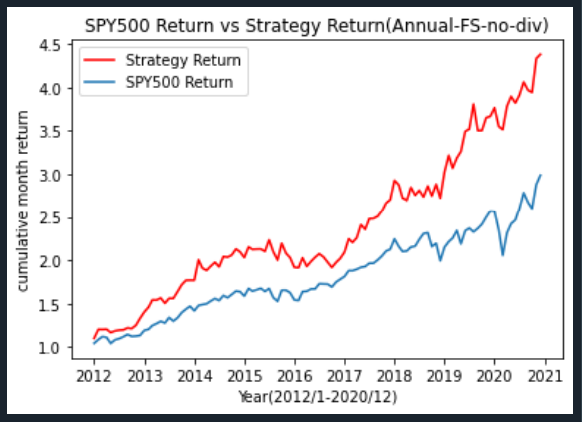 SPY500 Return vs Strategy Return(Annual-FS-no-div)
Strategy Return
SPY500 Return
cumulative month return
4.5
4.0
3.5
3.0
2.5
2.0
1.5
1.0
2012 2013 2014 2015 2016 2017 2018 2019 2020 2021
Year(2012/1-2020/12)